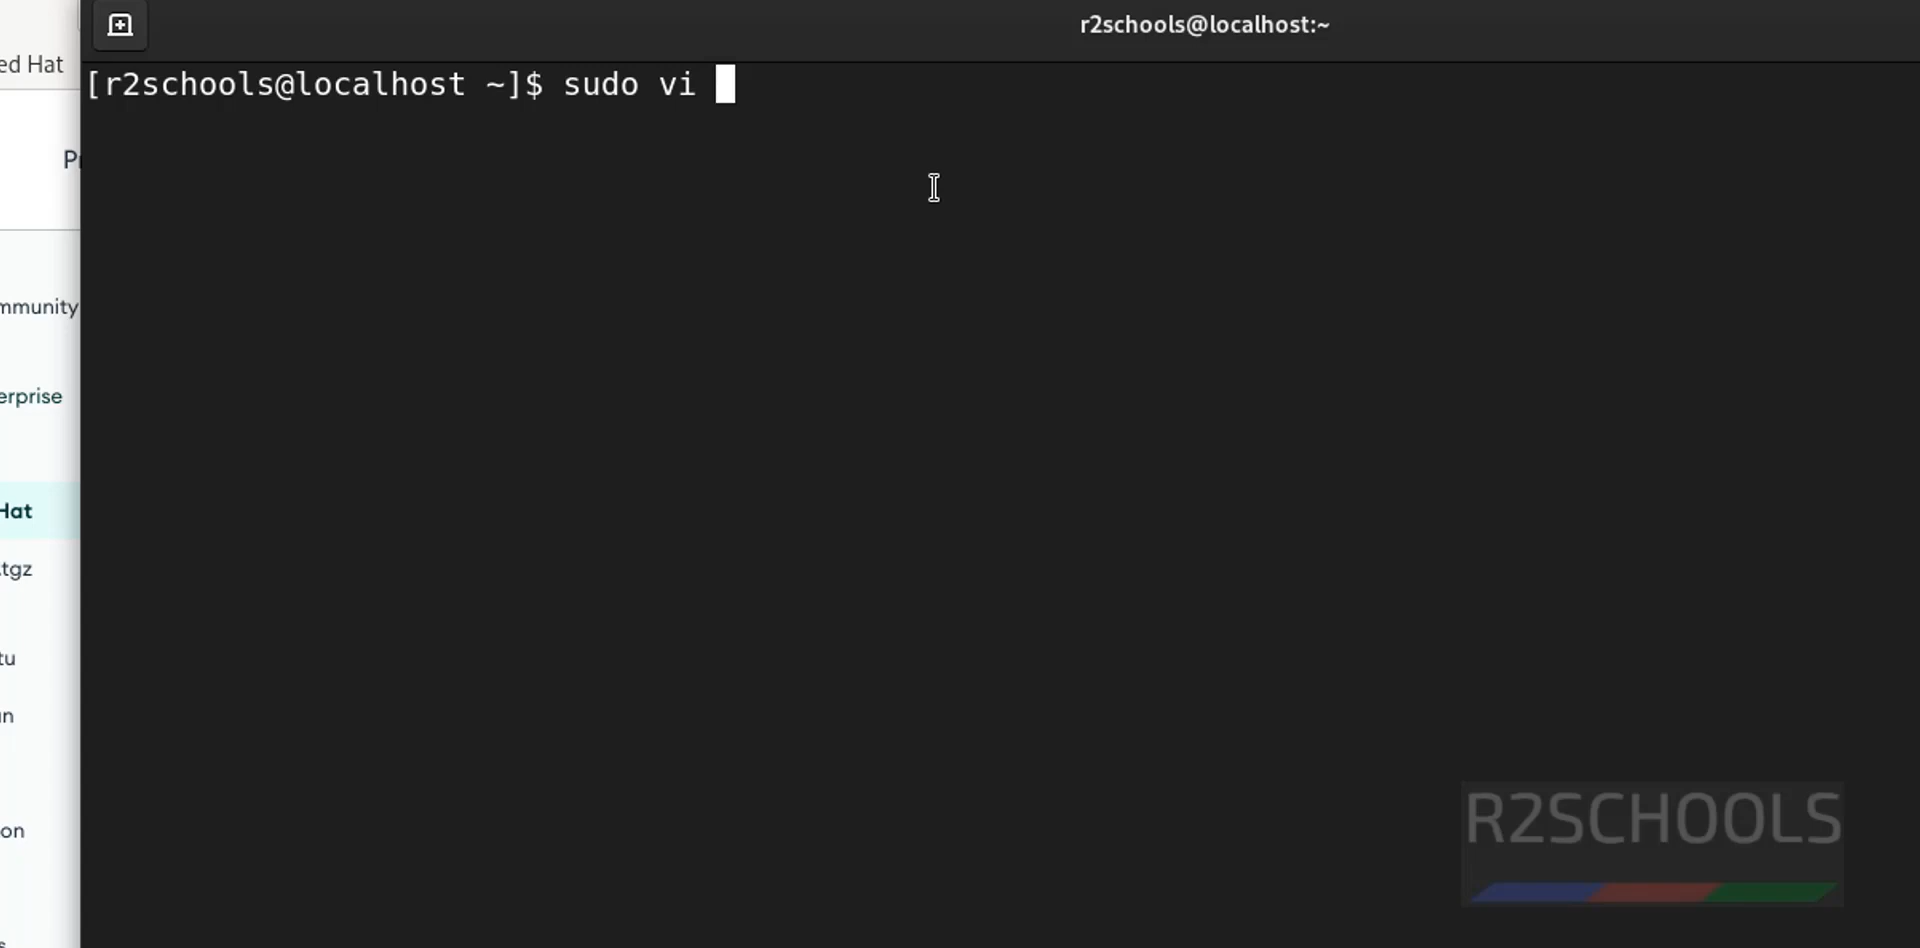 r2schools@localhost:~
ed Hat
[r2schools@localhost ~]$ sudo vi
mmunity
erprise
Hat
.tgz
tu
on
R2SCHOOLS